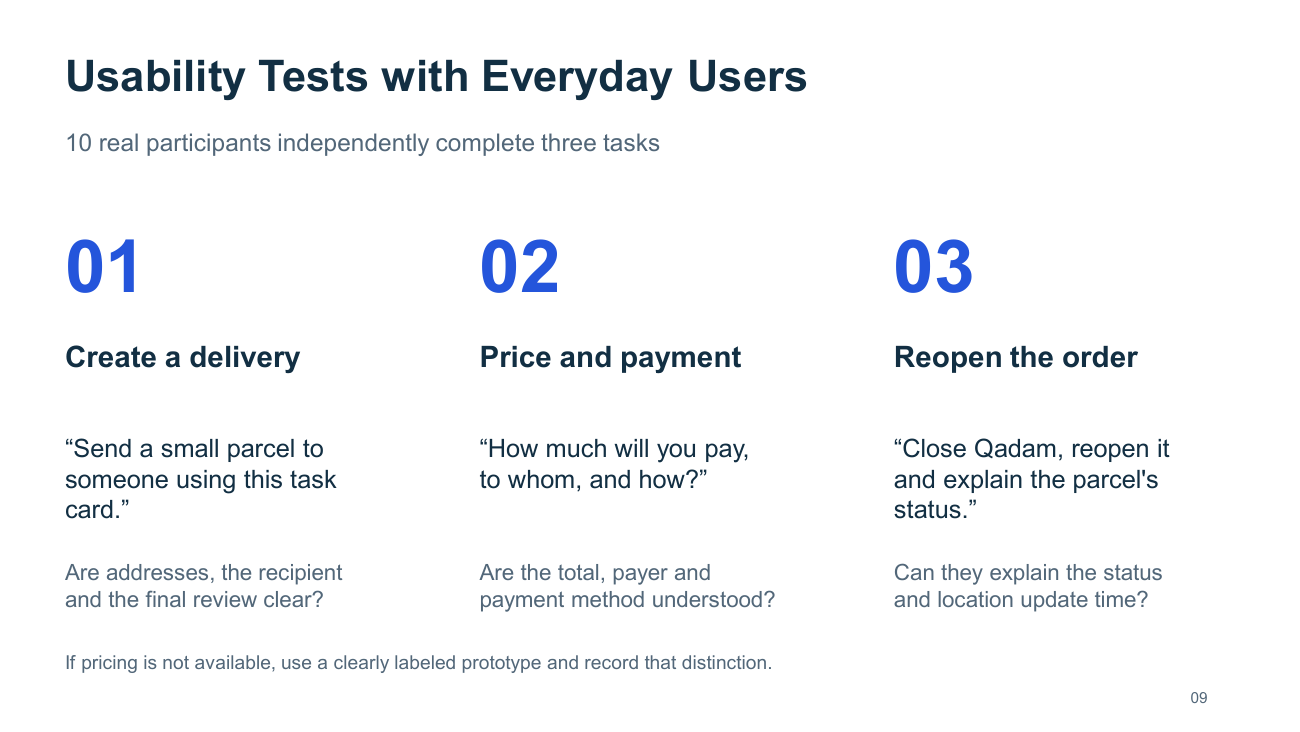 Usability Tests with Everyday Users
10 real participants independently complete three tasks
01
Create a delivery
“Send a small parcel to
someone using this task
card.”
Are addresses, the recipient
and the final review clear?
02
Price and payment
“How much will you pay,
to whom, and how?”
Are the total, payer and
payment method understood?
03
Reopen the order
“Close Qadam, reopen it
and explain the parcel's
status.”
Can they explain the status
and location update time?
If pricing is not available, use a clearly labeled prototype and record that distinction.
09